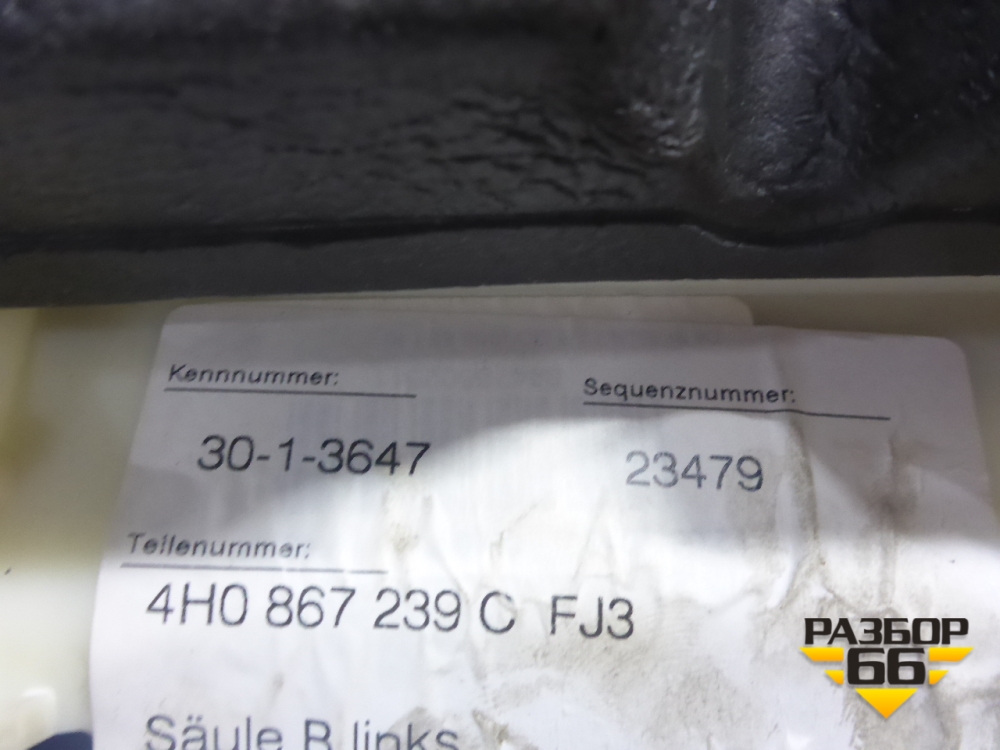 Kennnummer:
Sequenznummer:
30-1-3647
23479
Teilenummer:
4H0 867 239 C FJ3
Säule B links
РАЗБОР
66